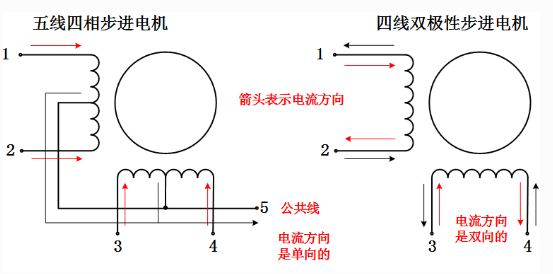 五线四相步进电机
四线双极性步进电机
1
1
箭头表示电流方向
2
2
5 公共线
电流方向
是单向的
电流方向
是双向的
3
4
3
4